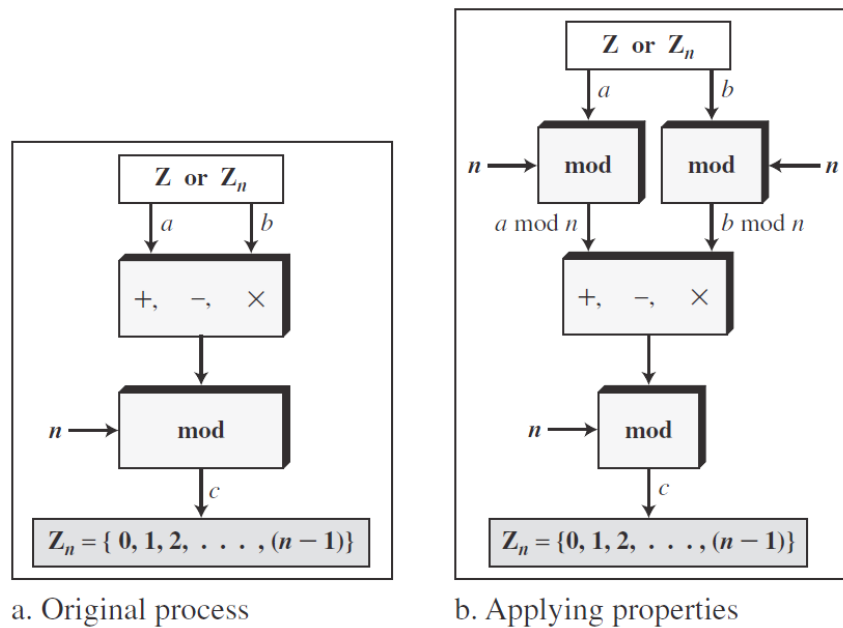 Z or Zn
a b
+, −, ×
n mod
c
Zn = { 0, 1, 2, . . . . , (n − 1)}
a. Original process
Z or Zn
a b
n mod mod n
a mod n b mod n
+, −, ×
n mod
c
Zn = {0, 1, 2, . . . , (n − 1)}
b. Applying properties